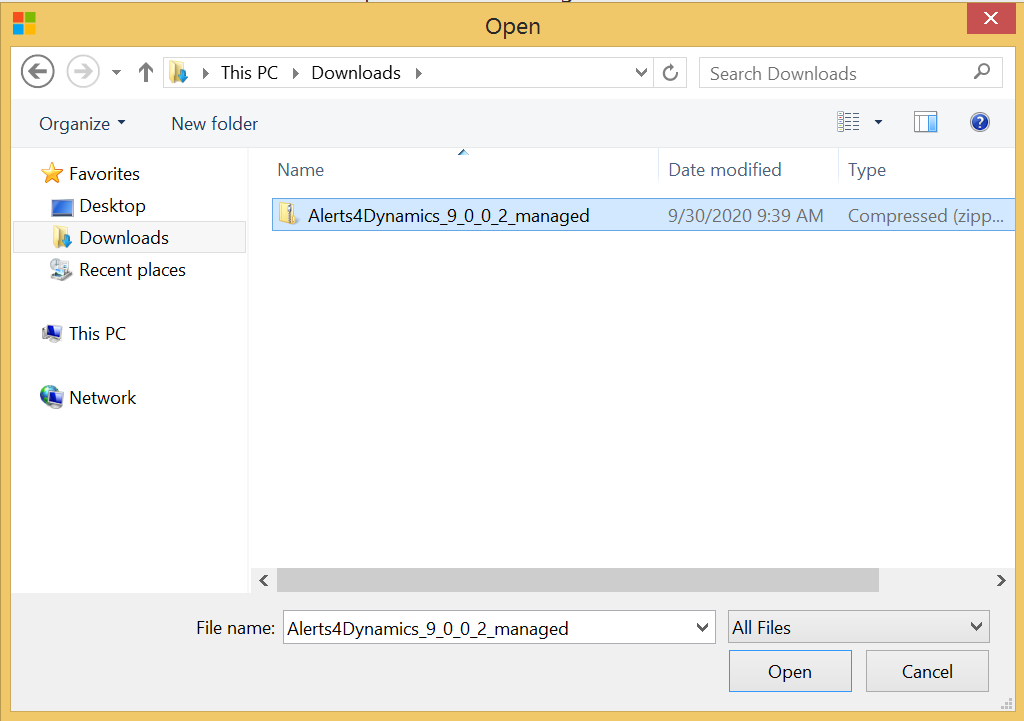 Open
This PC Downloads Search Downloads
Organize New folder
Name Date modified Type
Favorites
Desktop
Downloads
Recent places
This PC
Network
Alerts4Dynamics_9_0_0_2_managed 9/30/2020 9:39 AM Compressed (zipp...
File name: Alerts4Dynamics_9_0_0_2_managed All Files
Open Cancel